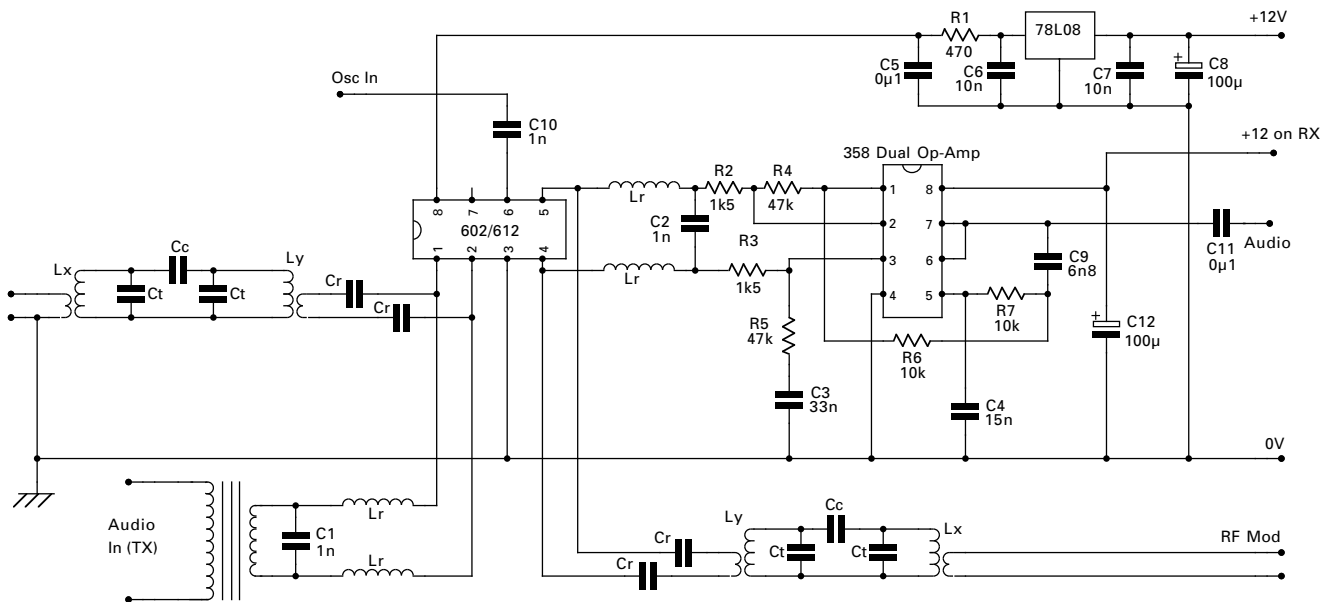 R1
470
78L08
+12V
C5
0µ1
C6
10n
C7
10n
+
C8
100µ
Osc In
C10
1n
+12 on RX
358 Dual Op-Amp
8
7
6
5
602/612
1
2
3
4
Lr
R2
1k5
R4
47k
C2
1n
R3
1k5
Lr
1
2
3
4
8
7
6
5
C9
6n8
C11
0µ1
Audio
R7
10k
R6
10k
R5
47k
C3
33n
C4
15n
+
C12
100µ
Lx
Cc
Ct
Ct
Ly
Cr
Cr
0V
Audio
In (TX)
C1
1n
Lr
Lr
Cr
Cr
Ly
Cc
Ct
Ct
Lx
RF Mod